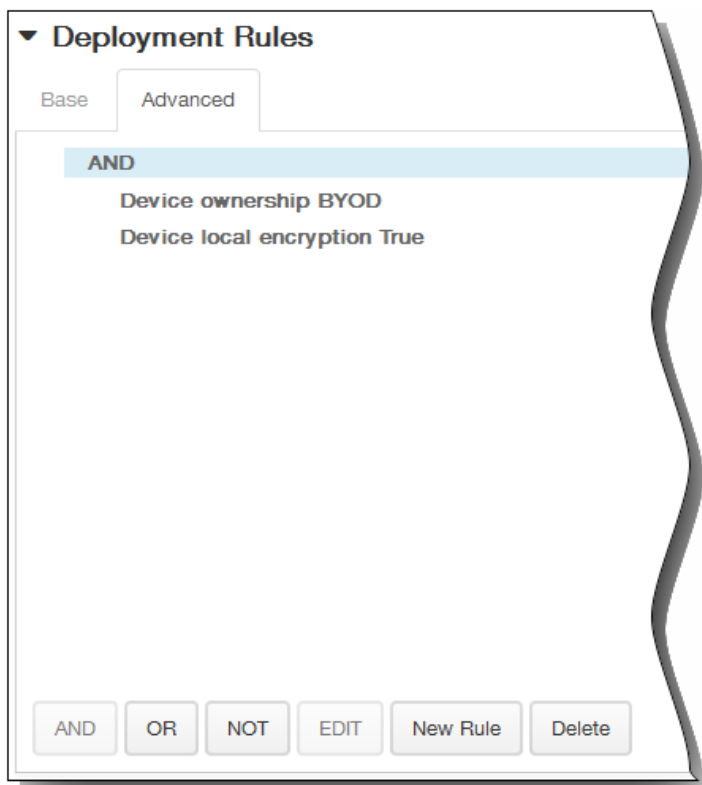 Deployment Rules
Base Advanced
AND
Device ownership BYOD
Device local encryption True
AND OR NOT EDIT New Rule Delete